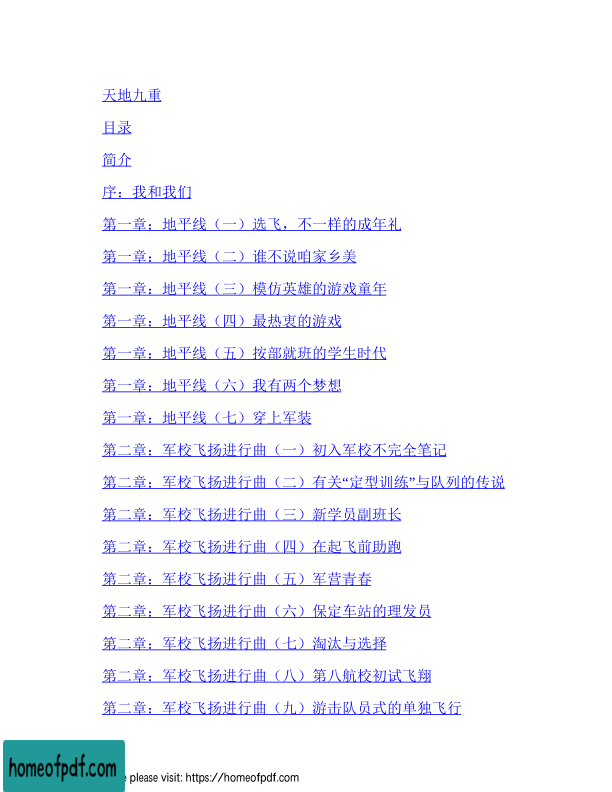 天地九重
目录
简介
序：我和我们
第一章：地平线（一）选飞，不一样的成年礼
第一章：地平线（二）谁不说咱家乡美
第一章：地平线（三）模仿英雄的游戏童年
第一章：地平线（四）最热衷的游戏
第一章：地平线（五）按部就班的学生时代
第一章：地平线（六）我有两个梦想
第一章：地平线（七）穿上军装
第二章：军校飞扬进行曲（一）初入军校不完全笔记
第二章：军校飞扬进行曲（二）有关“定型训练”与队列的传说
第二章：军校飞扬进行曲（三）新学员副班长
第二章：军校飞扬进行曲（四）在起飞前助跑
第二章：军校飞扬进行曲（五）军营青春
第二章：军校飞扬进行曲（六）保定车站的理发员
第二章：军校飞扬进行曲（七）淘汰与选择
第二章：军校飞扬进行曲（八）第八航校初试飞翔
第二章：军校飞扬进行曲（九）游击队员式的单独飞行
homeofpdf.com
please visit: https://homeofpdf.com